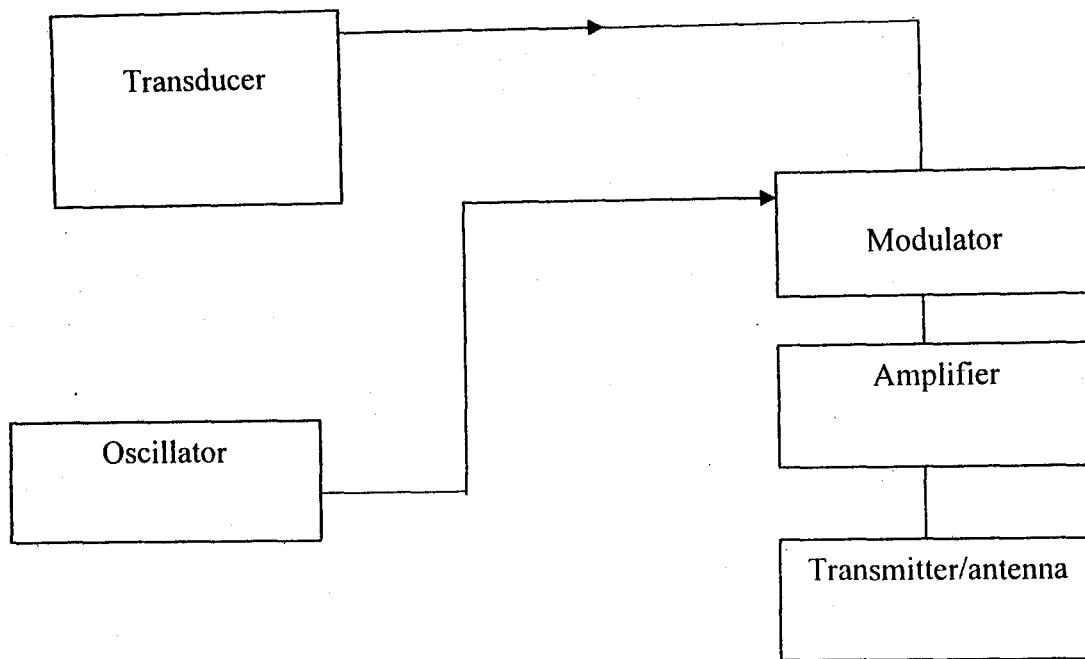 Transducer
Modulator
Amplifier
Oscillator
Transmitter/antenna